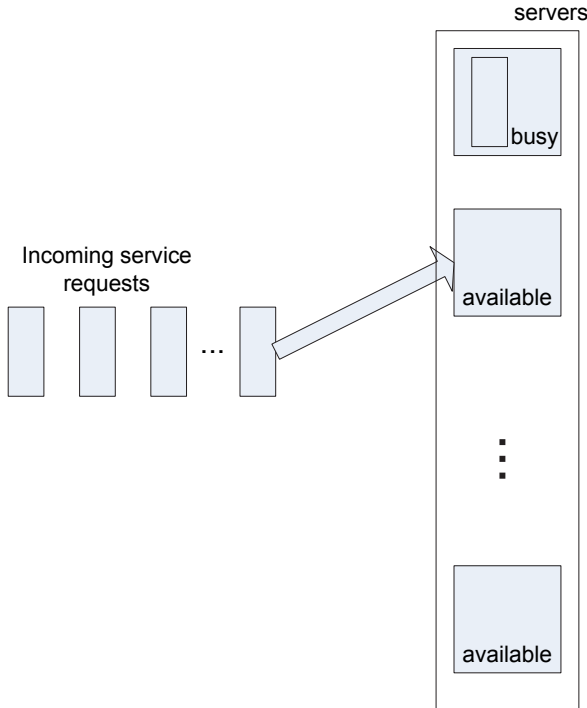 servers
busy
Incoming service
requests
available
...
available